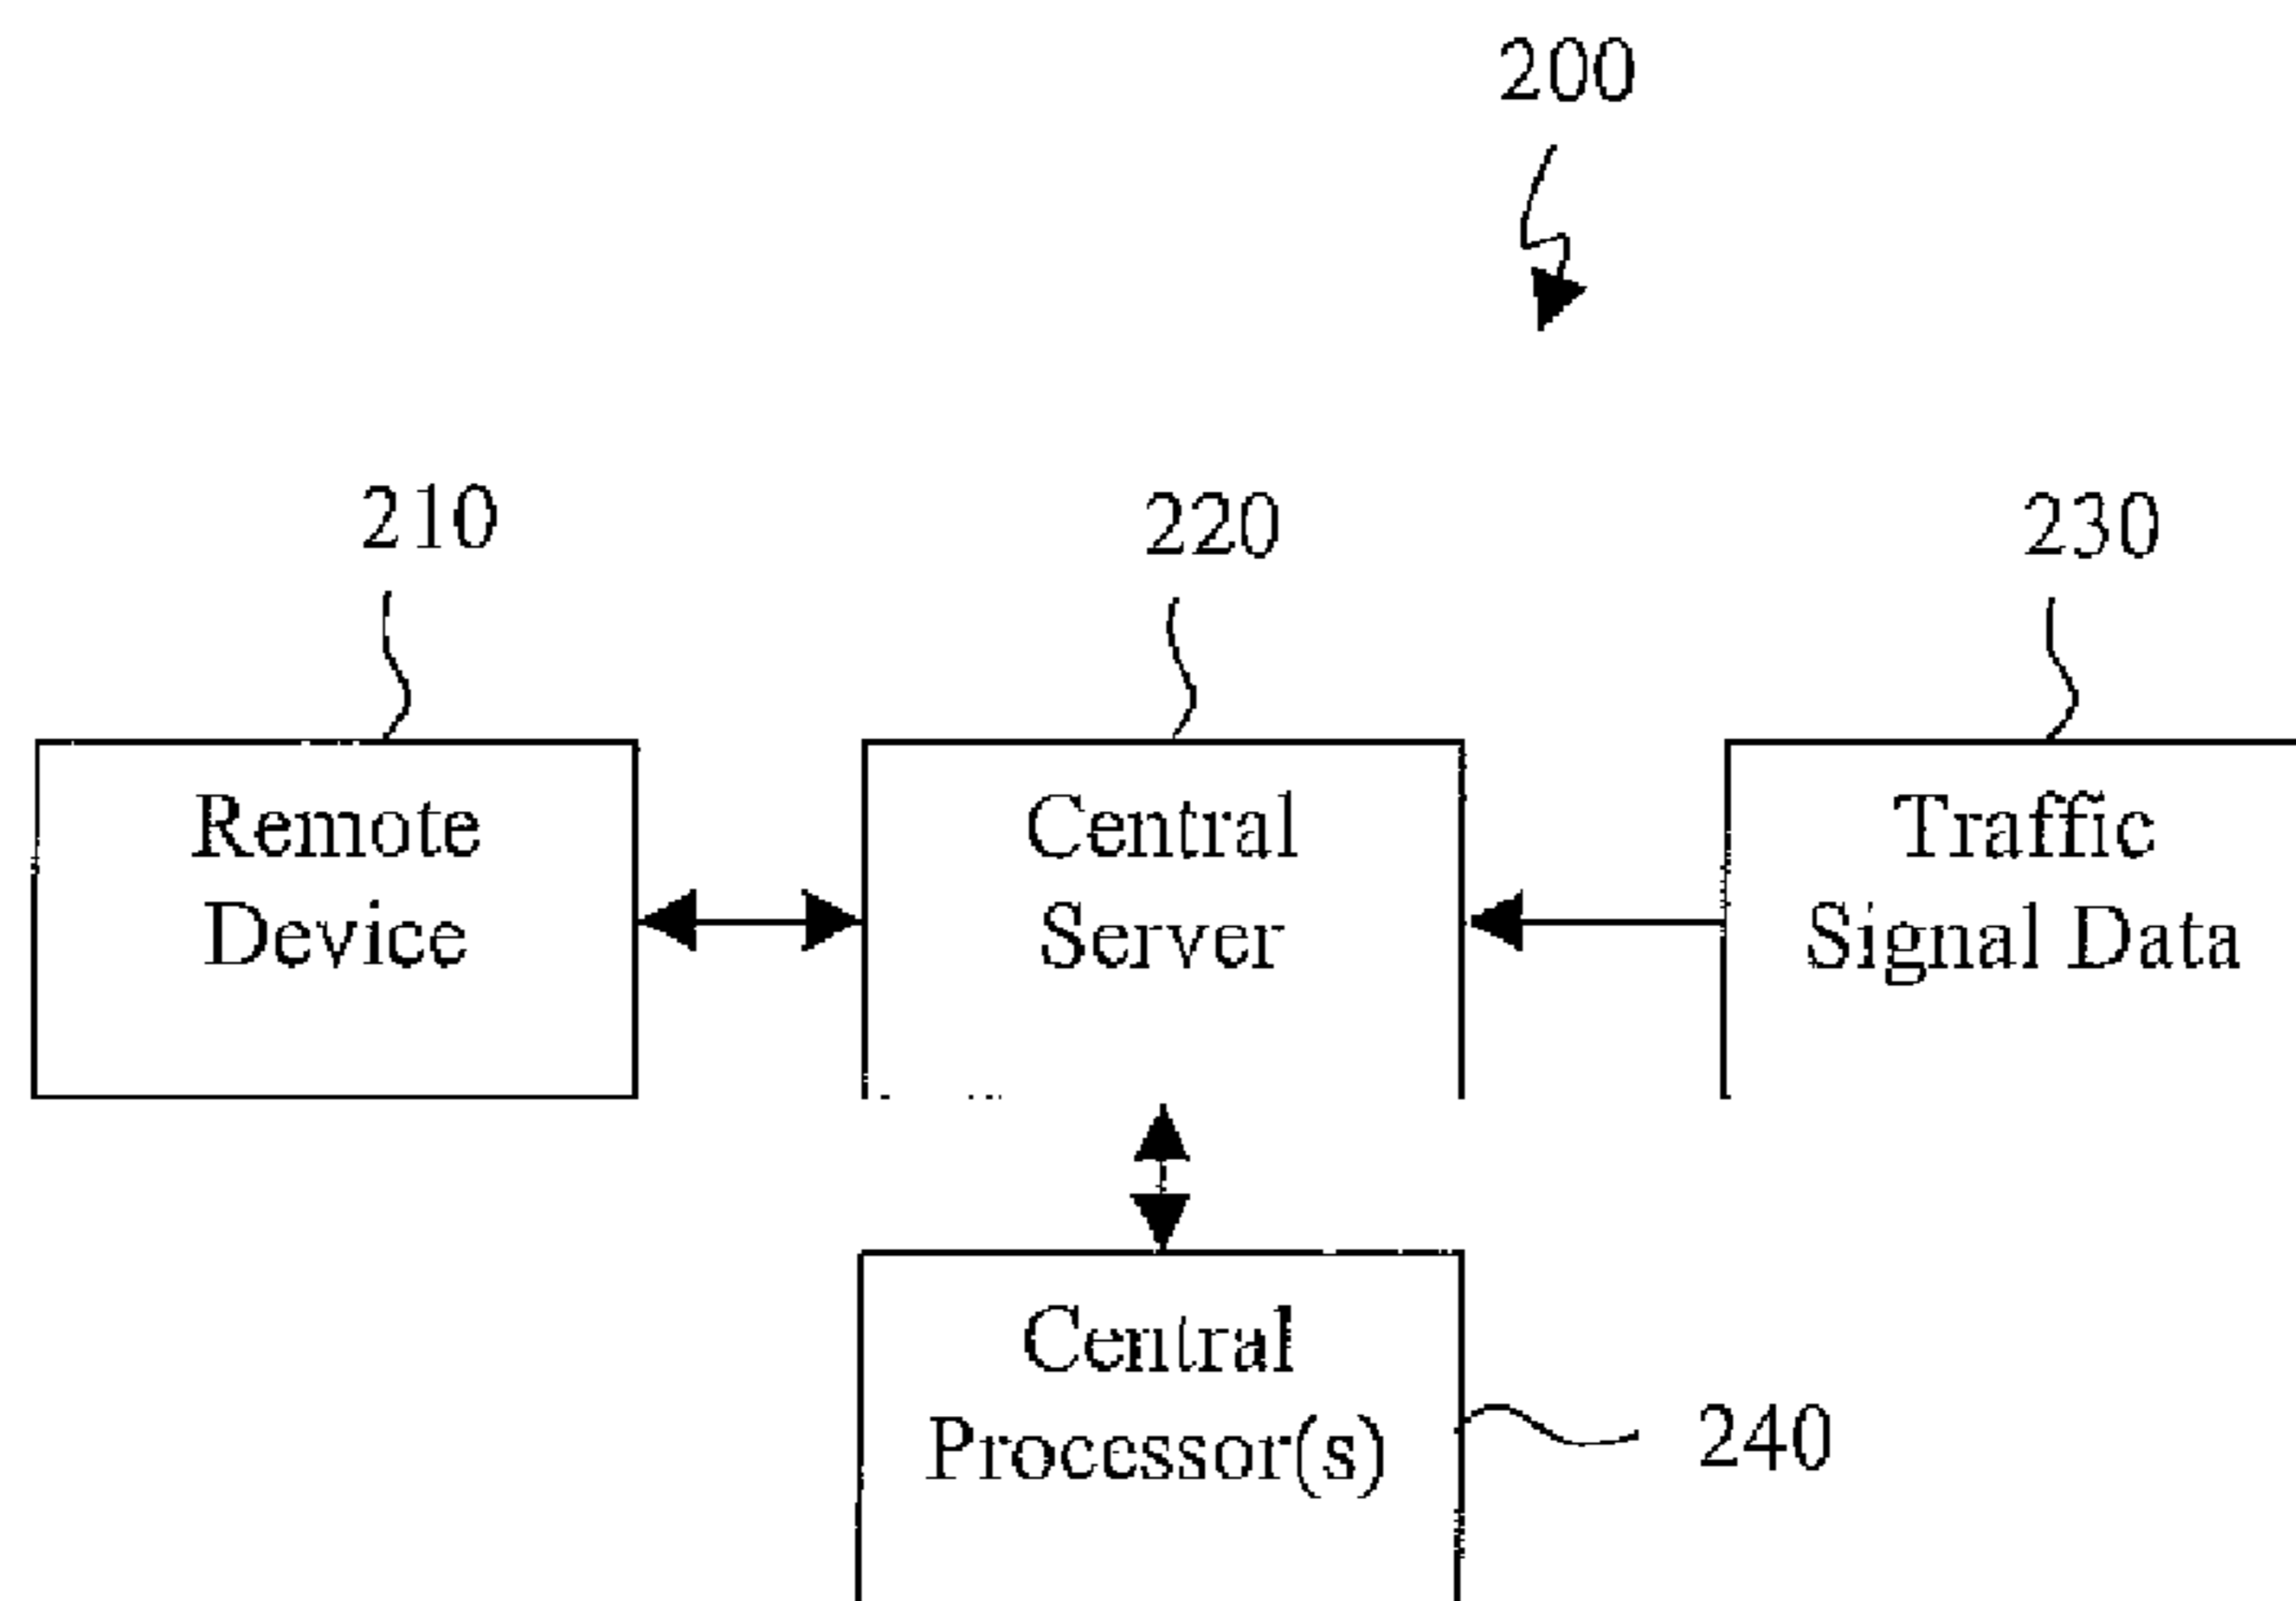 200
210
220
230
Remote
Device
Central
Server
Traffic
Signal Data
Central
Processor(s)
240